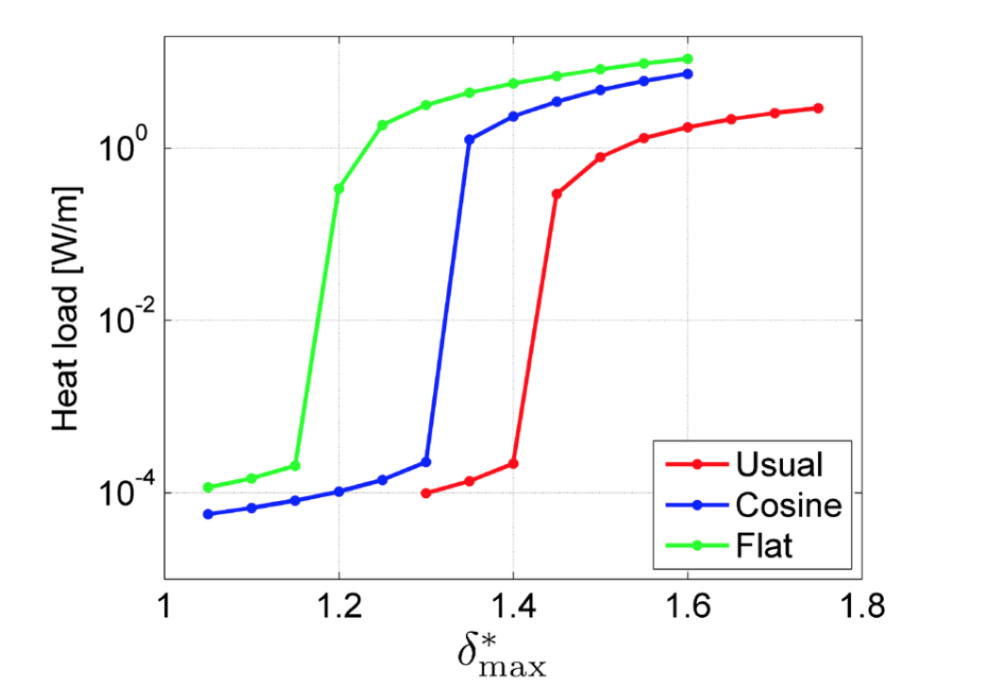 Heat load [W/m]
10^0
10^-2
10^-4
1 1.2 1.4 1.6 1.8
δ*max
Usual
Cosine
Flat